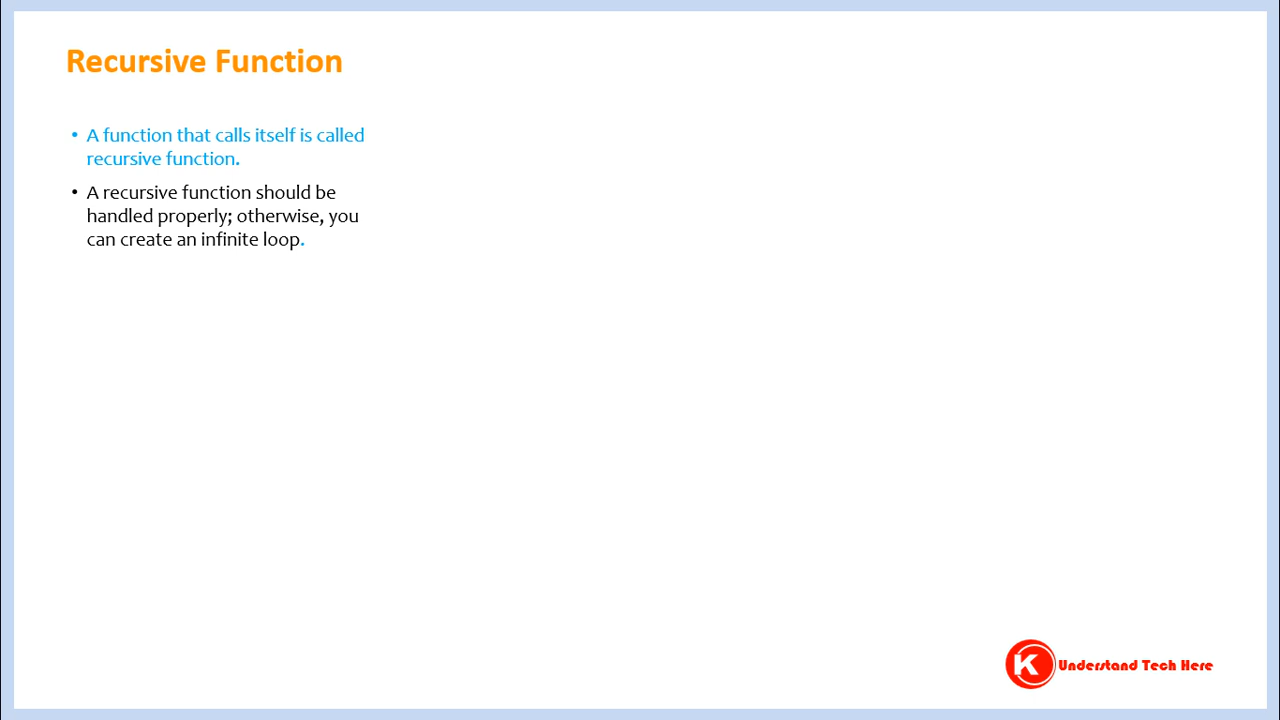 Recursive Function
• A function that calls itself is called
recursive function.
• A recursive function should be
handled properly; otherwise, you
can create an infinite loop.
K Understand Tech Here